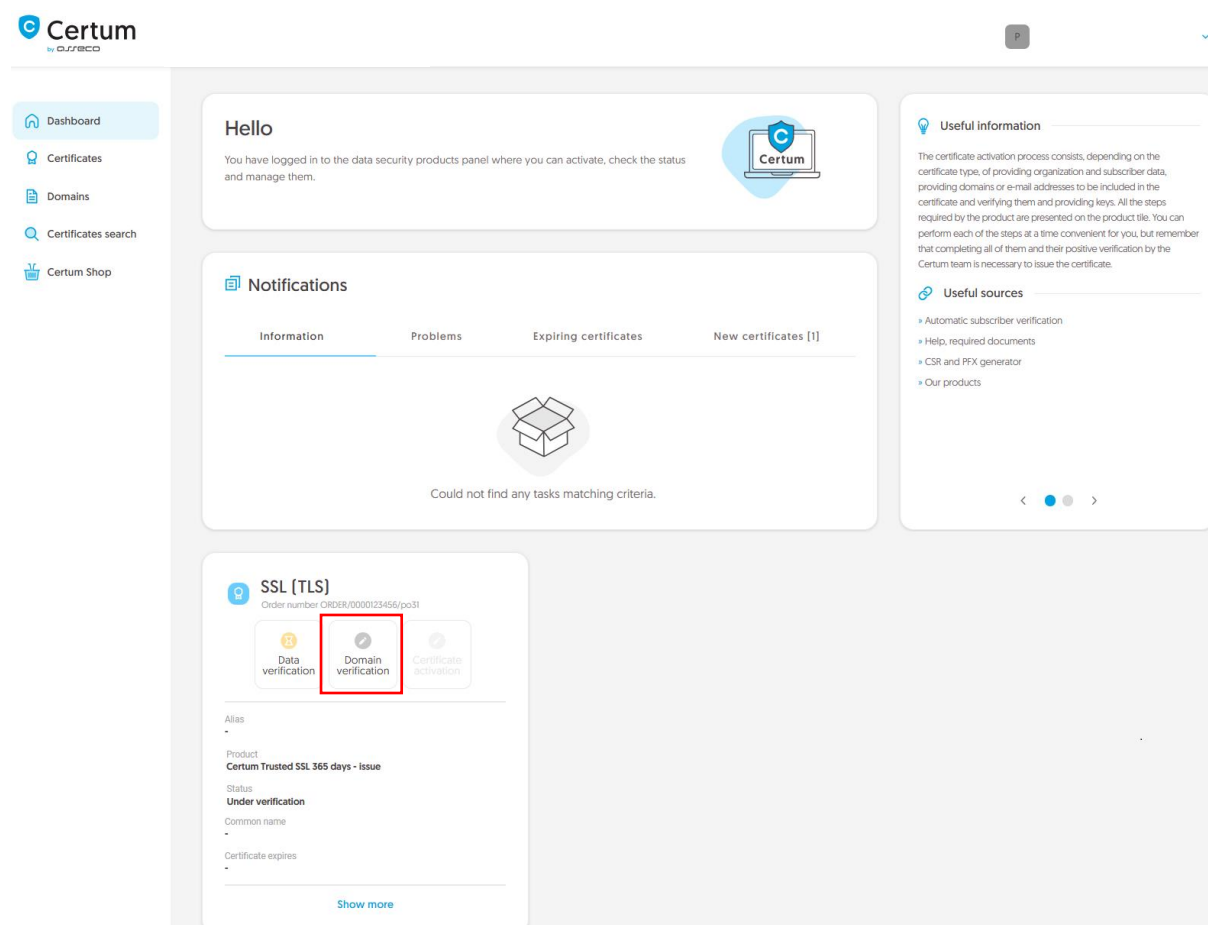 Certum
by asseco
P
Dashboard
Certificates
Domains
Certificates search
Certum Shop
Hello
You have logged in to the data security products panel where you can activate, check the status
and manage them.
C
Certum
Notifications
Information
Problems
Expiring certificates
New certificates [1]
Could not find any tasks matching criteria.
Useful information
The certificate activation process consists, depending on the
certificate type, of providing organization and subscriber data,
providing domains or e-mail addresses to be included in the
certificate and verifying them and providing keys. All the steps
required by the product are presented on the product tile. You can
perform each of the steps at a time convenient for you, but remember
that completing all of them and their positive verification by the
Certum team is necessary to issue the certificate.
Useful sources
» Automatic subscriber verification
» Help, required documents
» CSR and PFX generator
» Our products
SSL (TLS)
Order number ORDER/0000123456/po31
Data
verification
Domain
verification
Certificate
activation
Alias
-
Product
Certum Trusted SSL 365 days - issue
Status
Under verification
Common name
-
Certificate expires
-
Show more